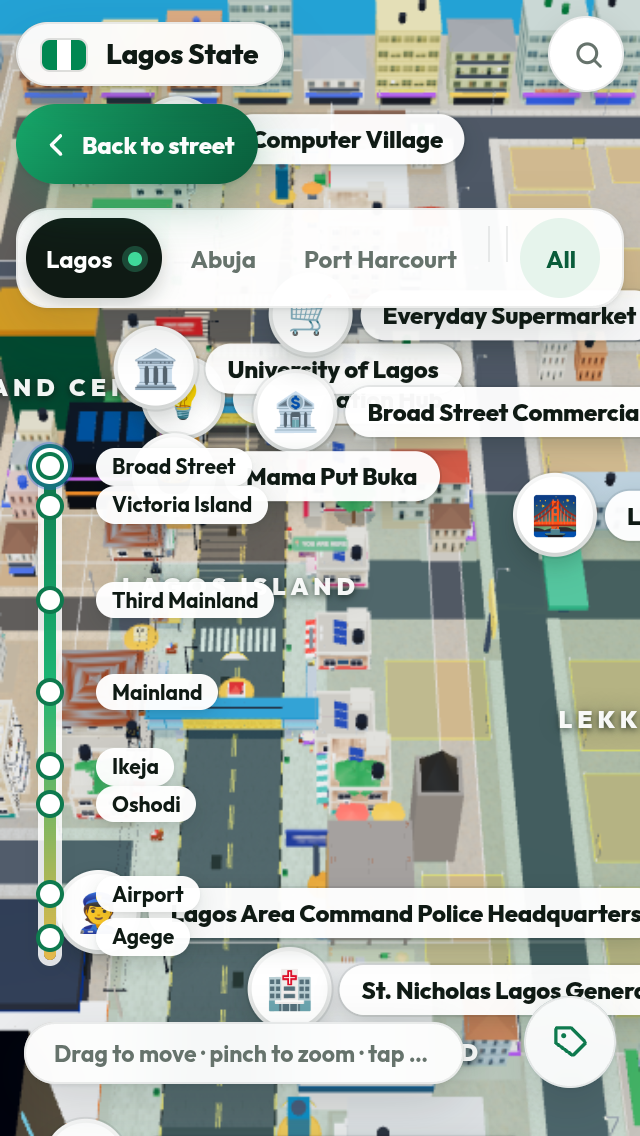 Lagos State
Back to street
Computer Village
Lagos
Abuja
Port Harcourt
All
Everyday Supermarket
University of Lagos
AND CE
Broad Street Commercia
Mama Put Buka
Broad Street
Victoria Island
L
LAGOS ISLAND
Third Mainland
Mainland
LEKK
Ikeja
Oshodi
Airport
Lagos Area Command Police Headquarters
Agege
St. Nicholas Lagos Genera
Drag to move · pinch to zoom · tap ...
D